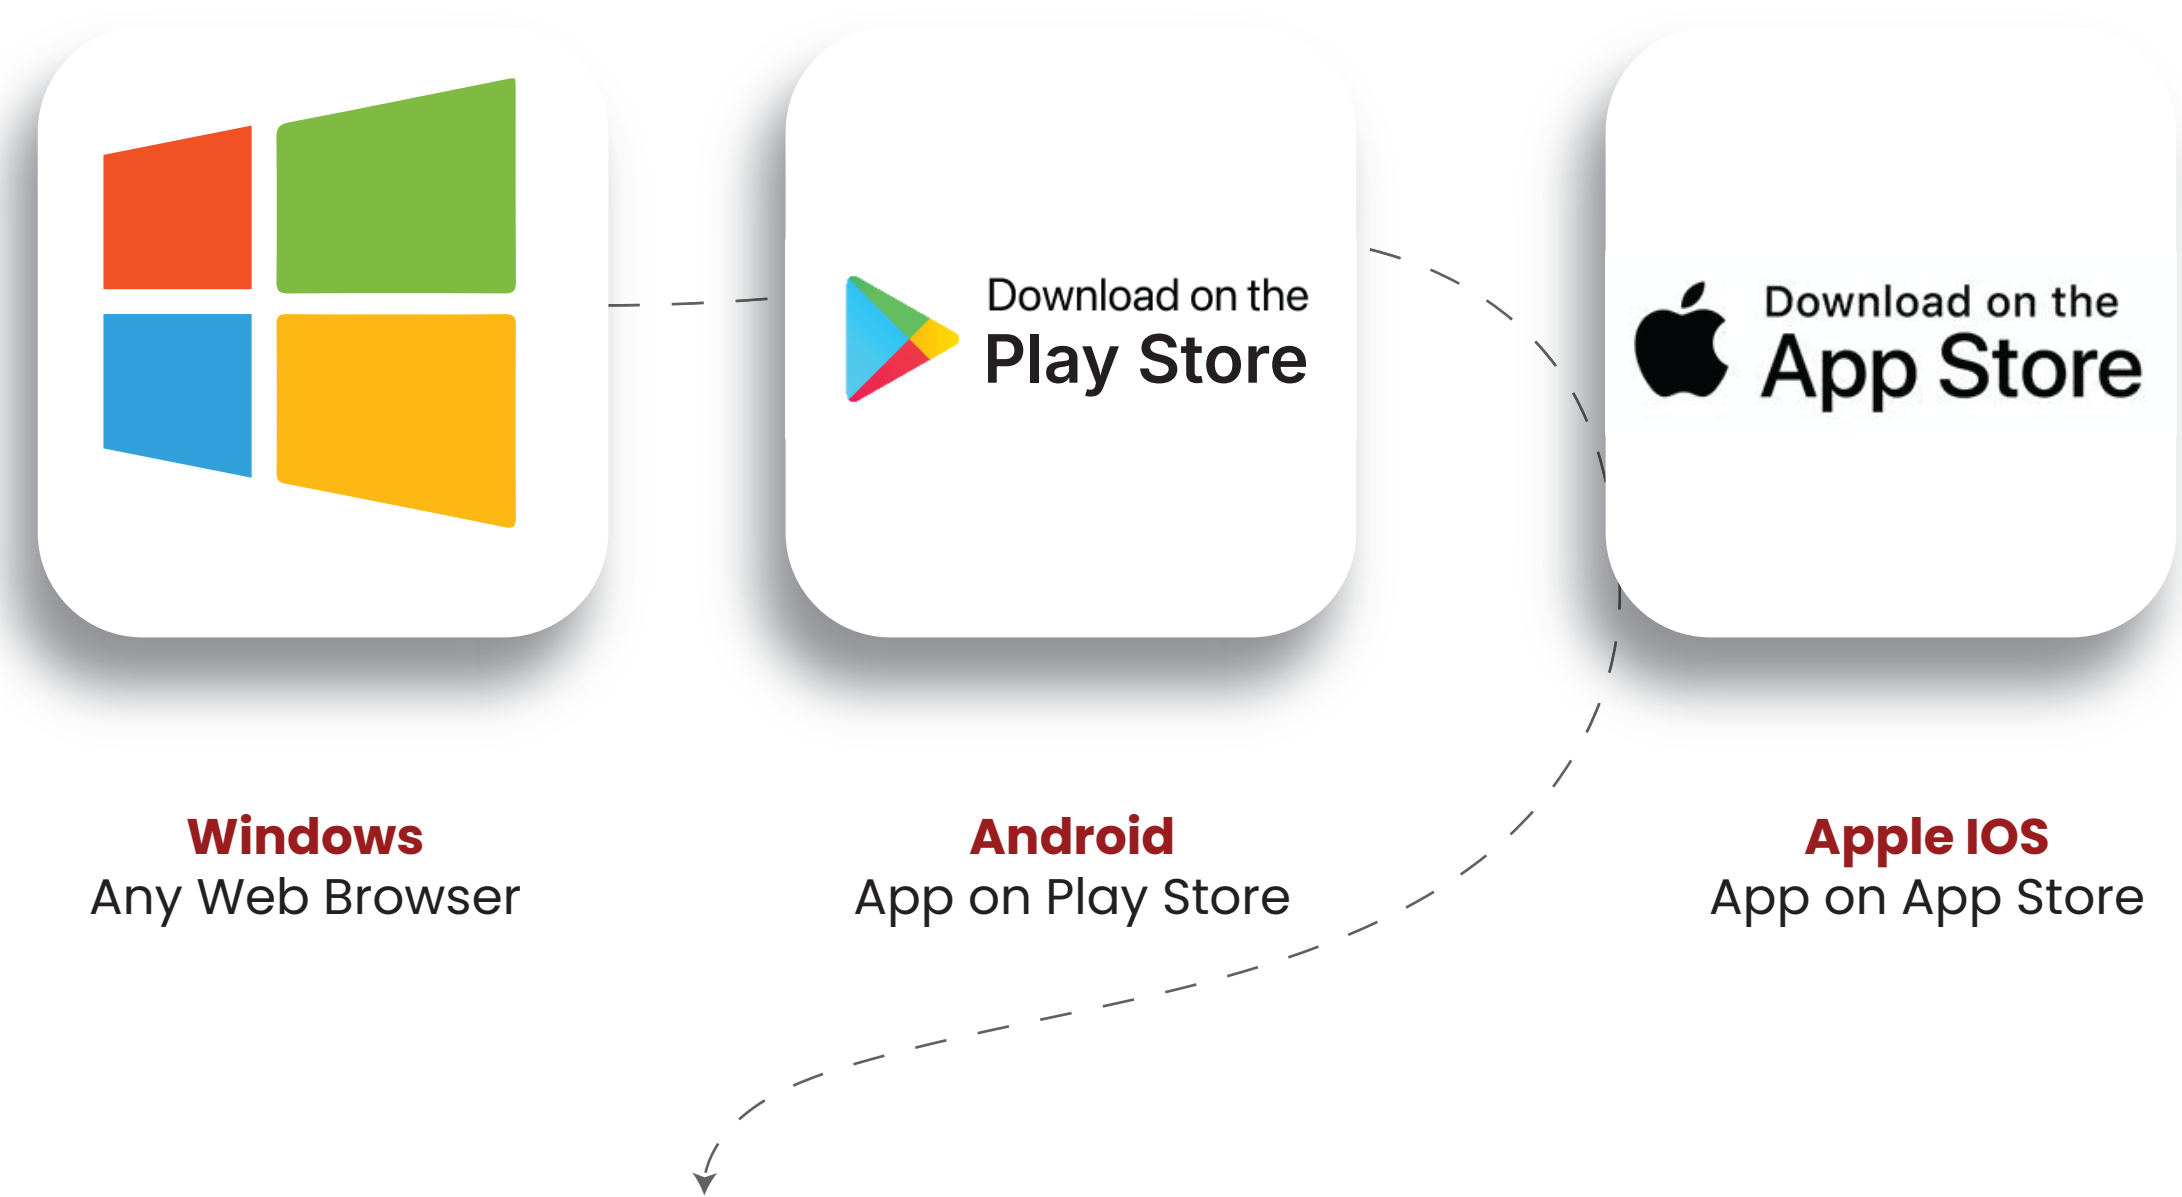 Download on the
Play Store
Download on the
App Store
Windows
Any Web Browser
Android
App on Play Store
Apple IOS
App on App Store